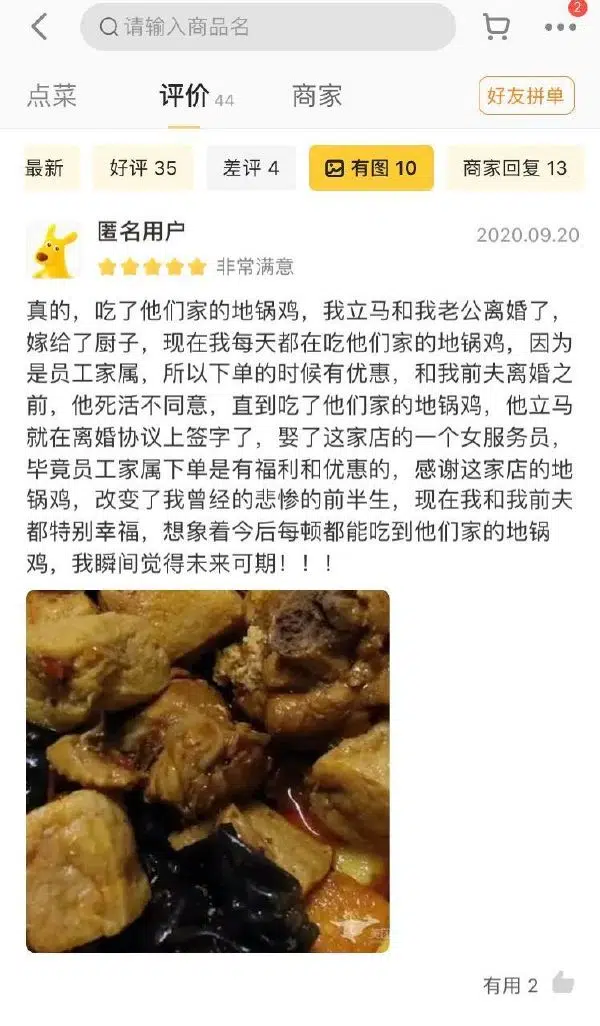 请输入商品名
2
点菜 评价 44 商家 好友拼单
最新 好评 35 差评 4 有图 10 商家回复 13
匿名用户 2020.09.20
非常满意
真的，吃了他们家的地锅鸡，我立马和我老公离婚了，
嫁给了厨子，现在我每天都在吃他们家的地锅鸡，因为
是员工家属，所以下单的时候有优惠，和我前夫离婚之
前，他死活不同意，直到吃了他们家的地锅鸡，他立马
就在离婚协议上签字了，娶了这家店的一个女服务员，
毕竟员工家属下单是有福利和优惠的，感谢这家店的地
锅鸡，改变了我曾经的悲惨的前半生，现在我和我前夫
都特别幸福，想象着今后每顿都能吃到他们家的地锅
鸡，我瞬间觉得未来可期！！！
有用 2